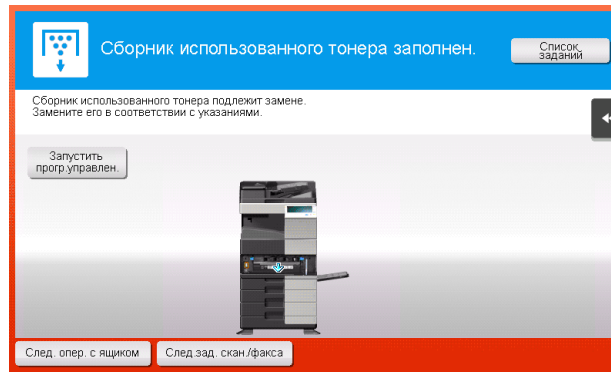 Сборник использованного тонера заполнен.
Список
заданий
Сборник использованного тонера подлежит замене.
Замените его в соответствии с указаниями.
Запустить
прогр.управлен.
След. опер. с ящиком
След.зад. скан./факса